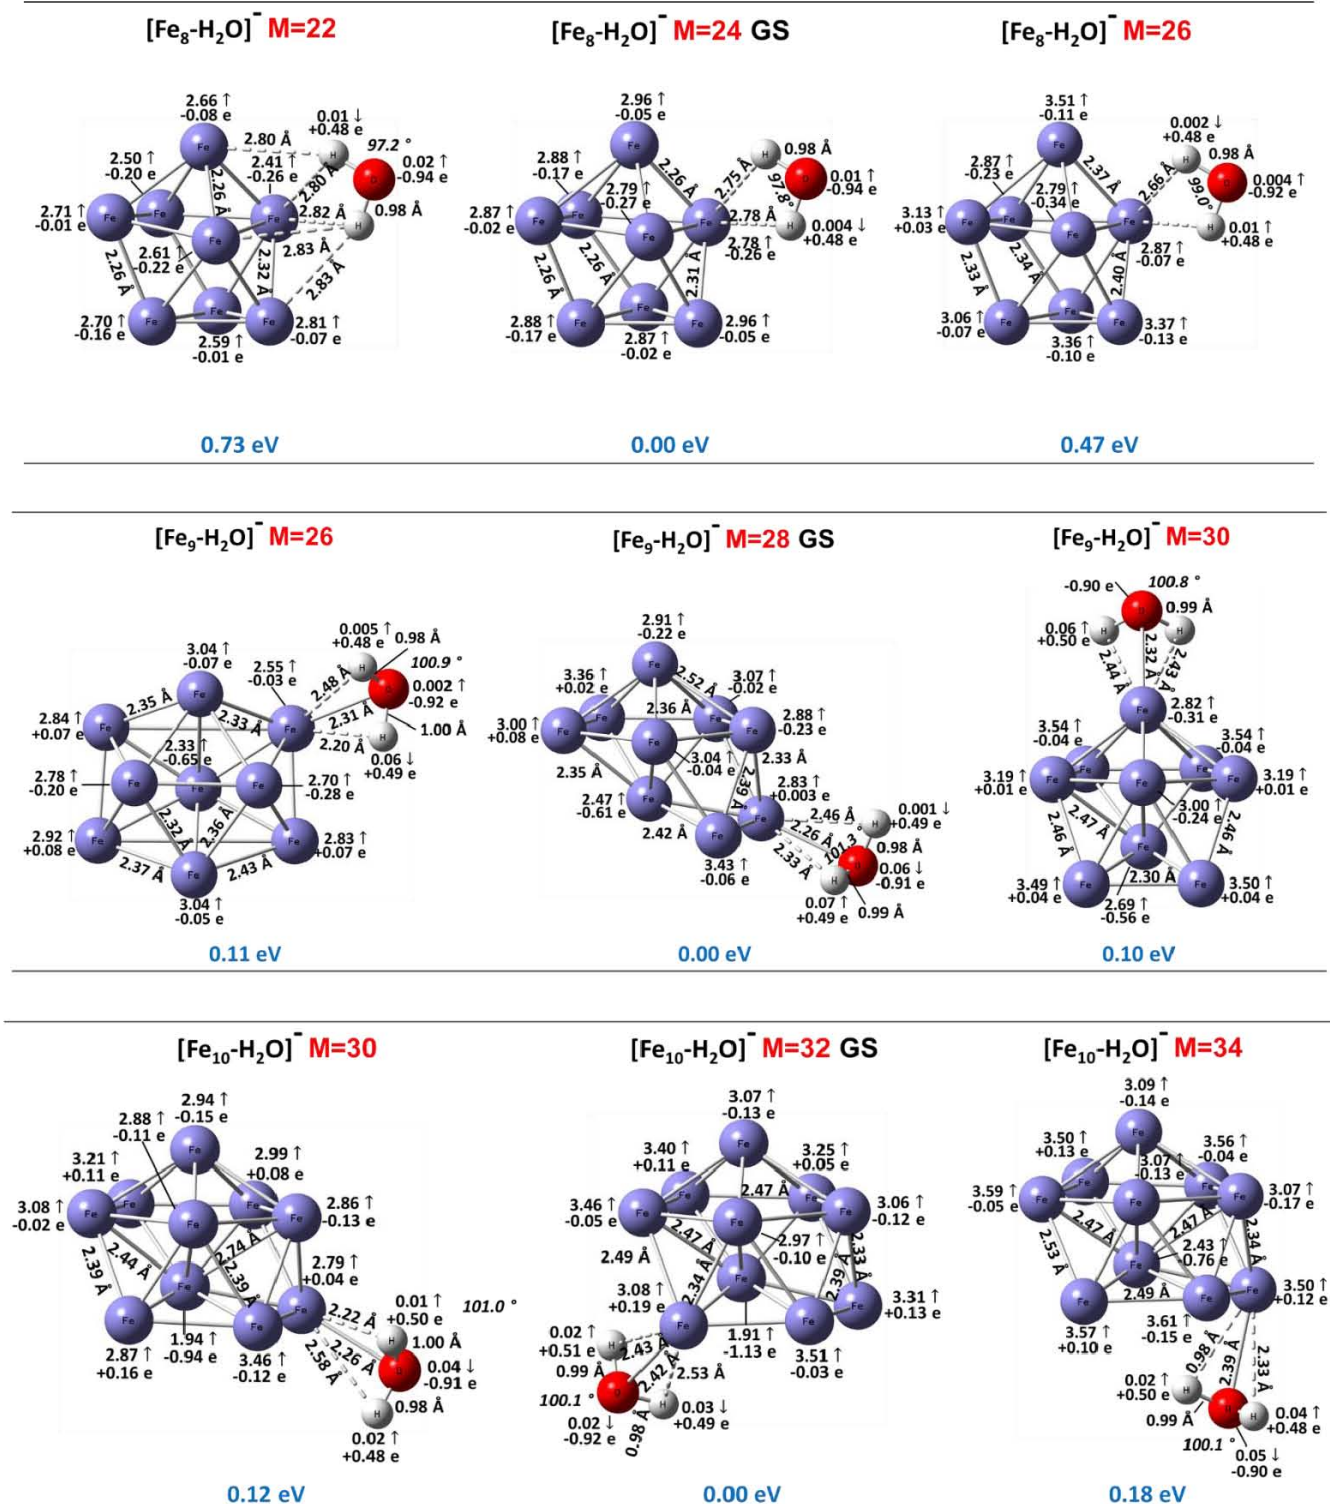 [Fe8-H2O]⁻ M=22
[Fe8-H2O]⁻ M=24 GS
[Fe8-H2O]⁻ M=26
2.66 ↑
-0.08 e
0.01 ↓
+0.48 e
97.2 °
2.80 Å
2.50 ↑
-0.20 e
2.41 ↑
-0.26 e
2.80 Å
0.02 ↑
-0.94 e
2.26 Å
2.71 ↑
-0.01 e
2.82 Å
0.98 Å
2.61 ↑
-0.22 e
2.83 Å
2.26 Å
2.32 Å
2.83 Å
2.70 ↑
-0.16 e
2.59 ↑
-0.01 e
2.81 ↑
-0.07 e
2.96 ↑
-0.05 e
2.88 ↑
-0.17 e
2.26 Å
2.75 Å
0.98 Å
97.8°
0.01 ↑
-0.94 e
2.79 ↑
-0.27 e
2.87 ↑
-0.02 e
2.78 Å
0.004 ↓
+0.48 e
2.78 ↑
-0.26 e
2.26 Å
2.26 Å
2.31 Å
2.88 ↑
-0.17 e
2.87 ↑
-0.02 e
2.96 ↑
-0.05 e
3.51 ↑
-0.11 e
0.002 ↓
+0.48 e
0.98 Å
2.87 ↑
-0.23 e
2.37 Å
2.66 Å
99.0°
0.004 ↑
-0.92 e
2.79 ↑
-0.34 e
3.13 ↑
+0.03 e
0.01 ↑
+0.48 e
2.87 ↑
-0.07 e
2.33 Å
2.34 Å
2.40 Å
3.06 ↑
-0.07 e
3.36 ↑
-0.10 e
3.37 ↑
-0.13 e
0.73 eV
0.00 eV
0.47 eV
[Fe9-H2O]⁻ M=26
[Fe9-H2O]⁻ M=28 GS
[Fe9-H2O]⁻ M=30
3.04 ↑
-0.07 e
2.55 ↑
-0.03 e
0.005 ↑
+0.48 e
0.98 Å
100.9 °
2.48 Å
0.002 ↑
-0.92 e
2.35 Å
2.33 Å
2.31 Å
2.84 ↑
+0.07 e
2.20 Å
1.00 Å
2.33 ↑
-0.65 e
0.06 ↓
+0.49 e
2.78 ↑
-0.20 e
2.70 ↑
-0.28 e
2.32 Å
2.36 Å
2.92 ↑
+0.08 e
2.83 ↑
+0.07 e
2.37 Å
2.43 Å
3.04 ↑
-0.05 e
2.91 ↑
-0.22 e
3.36 ↑
+0.02 e
2.52 Å
3.07 ↑
-0.02 e
2.36 Å
3.00 ↑
+0.08 e
2.88 ↑
-0.23 e
3.04 ↑
-0.04 e
2.33 Å
2.35 Å
2.39 Å
2.83 ↑
+0.003 e
2.47 ↑
-0.61 e
2.46 Å
0.001 ↓
+0.49 e
2.42 Å
2.26 Å
101.3 °
0.98 Å
2.33 Å
0.06 ↓
-0.91 e
3.43 ↑
-0.06 e
0.07 ↑
+0.49 e
0.99 Å
-0.90 e
100.8 °
0.99 Å
0.06 ↑
+0.50 e
2.44 Å
2.32 Å
2.43 Å
2.82 ↑
-0.31 e
3.54 ↑
-0.04 e
3.54 ↑
-0.04 e
3.19 ↑
+0.01 e
3.19 ↑
+0.01 e
3.00 ↑
-0.24 e
2.46 Å
2.47 Å
2.46 Å
2.30 Å
3.49 ↑
+0.04 e
2.69 ↑
-0.56 e
3.50 ↑
+0.04 e
0.11 eV
0.00 eV
0.10 eV
[Fe10-H2O]⁻ M=30
[Fe10-H2O]⁻ M=32 GS
[Fe10-H2O]⁻ M=34
2.94 ↑
-0.15 e
2.88 ↑
-0.11 e
3.21 ↑
+0.11 e
2.99 ↑
+0.08 e
3.08 ↑
-0.02 e
2.86 ↑
-0.13 e
2.39 Å
2.44 Å
2.74 Å
2.39 Å
2.79 ↑
+0.04 e
2.22 Å
0.01 ↑
+0.50 e
101.0 °
1.00 Å
2.26 Å
2.58 Å
0.04 ↓
-0.91 e
2.87 ↑
+0.16 e
1.94 ↑
-0.94 e
3.46 ↑
-0.12 e
0.98 Å
0.02 ↑
+0.48 e
3.07 ↑
-0.13 e
3.40 ↑
+0.11 e
3.25 ↑
+0.05 e
2.47 Å
3.46 ↑
-0.05 e
3.06 ↑
-0.12 e
2.47 Å
2.97 ↑
-0.10 e
2.33 Å
2.49 Å
2.34 Å
2.39 Å
3.08 ↑
+0.19 e
3.31 ↑
+0.13 e
0.02 ↑
+0.51 e
2.43 Å
1.91 ↑
-1.13 e
3.51 ↑
-0.03 e
0.99 Å
2.42 Å
2.53 Å
100.1 °
0.03 ↓
+0.49 e
0.02 ↓
-0.92 e
0.98 Å
3.09 ↑
-0.14 e
3.50 ↑
+0.13 e
3.56 ↑
-0.04 e
3.07 ↑
-0.13 e
3.59 ↑
-0.05 e
3.07 ↑
-0.17 e
2.47 Å
2.47 Å
2.53 Å
2.43 ↑
-0.76 e
2.34 Å
2.49 Å
3.50 ↑
+0.12 e
3.57 ↑
+0.10 e
3.61 ↑
-0.15 e
0.98 Å
2.39 Å
2.33 Å
0.02 ↑
+0.50 e
0.99 Å
0.04 ↑
+0.48 e
100.1 °
0.05 ↓
-0.90 e
0.12 eV
0.00 eV
0.18 eV